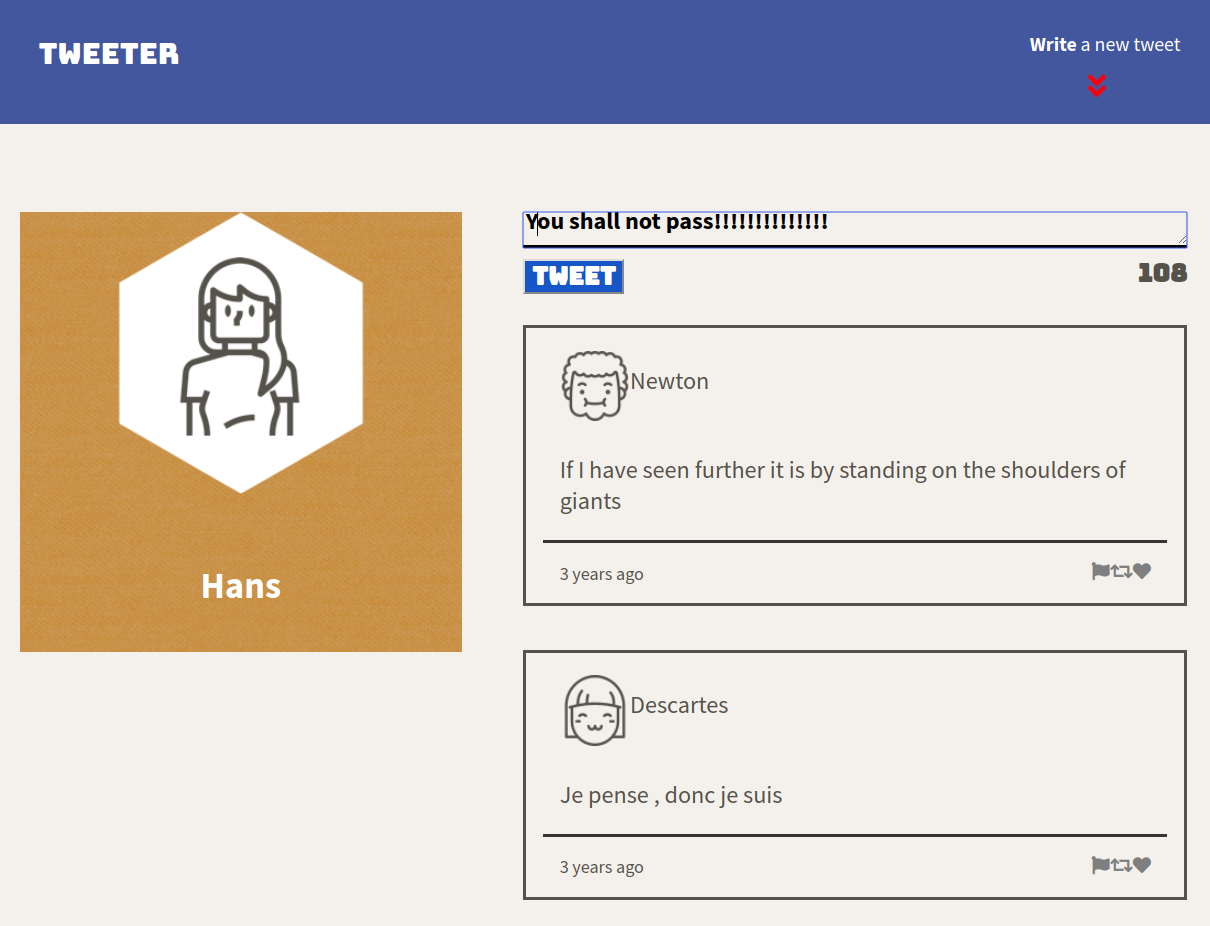 TWEETER
Write a new tweet
Hans
You shall not pass!!!!!!!!!!!!!!
TWEET
108
Newton
If I have seen further it is by standing on the shoulders of
giants
3 years ago
Descartes
Je pense , donc je suis
3 years ago